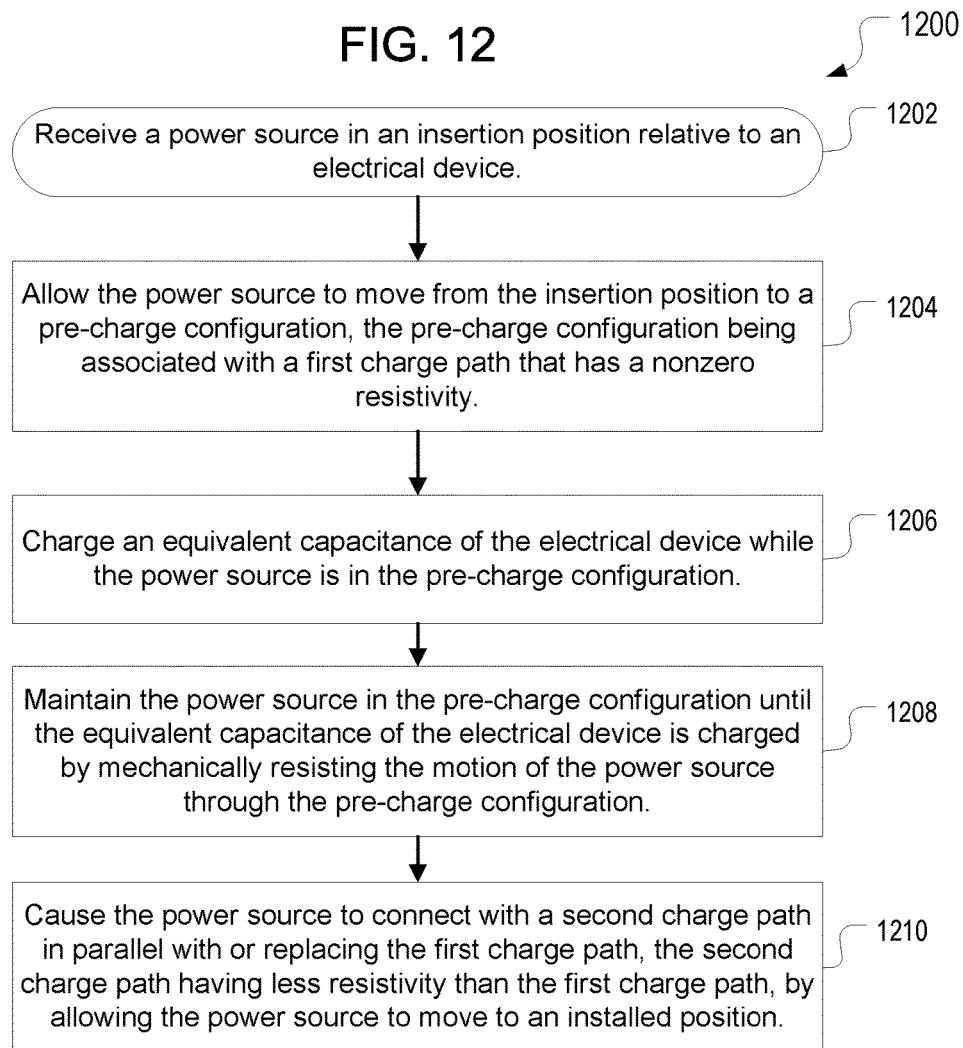 FIG. 12
1200
Receive a power source in an insertion position relative to an
electrical device.
1202
Allow the power source to move from the insertion position to a
pre-charge configuration, the pre-charge configuration being
associated with a first charge path that has a nonzero
resistivity.
1204
Charge an equivalent capacitance of the electrical device while
the power source is in the pre-charge configuration.
1206
Maintain the power source in the pre-charge configuration until
the equivalent capacitance of the electrical device is charged
by mechanically resisting the motion of the power source
through the pre-charge configuration.
1208
Cause the power source to connect with a second charge path
in parallel with or replacing the first charge path, the second
charge path having less resistivity than the first charge path, by
allowing the power source to move to an installed position.
1210